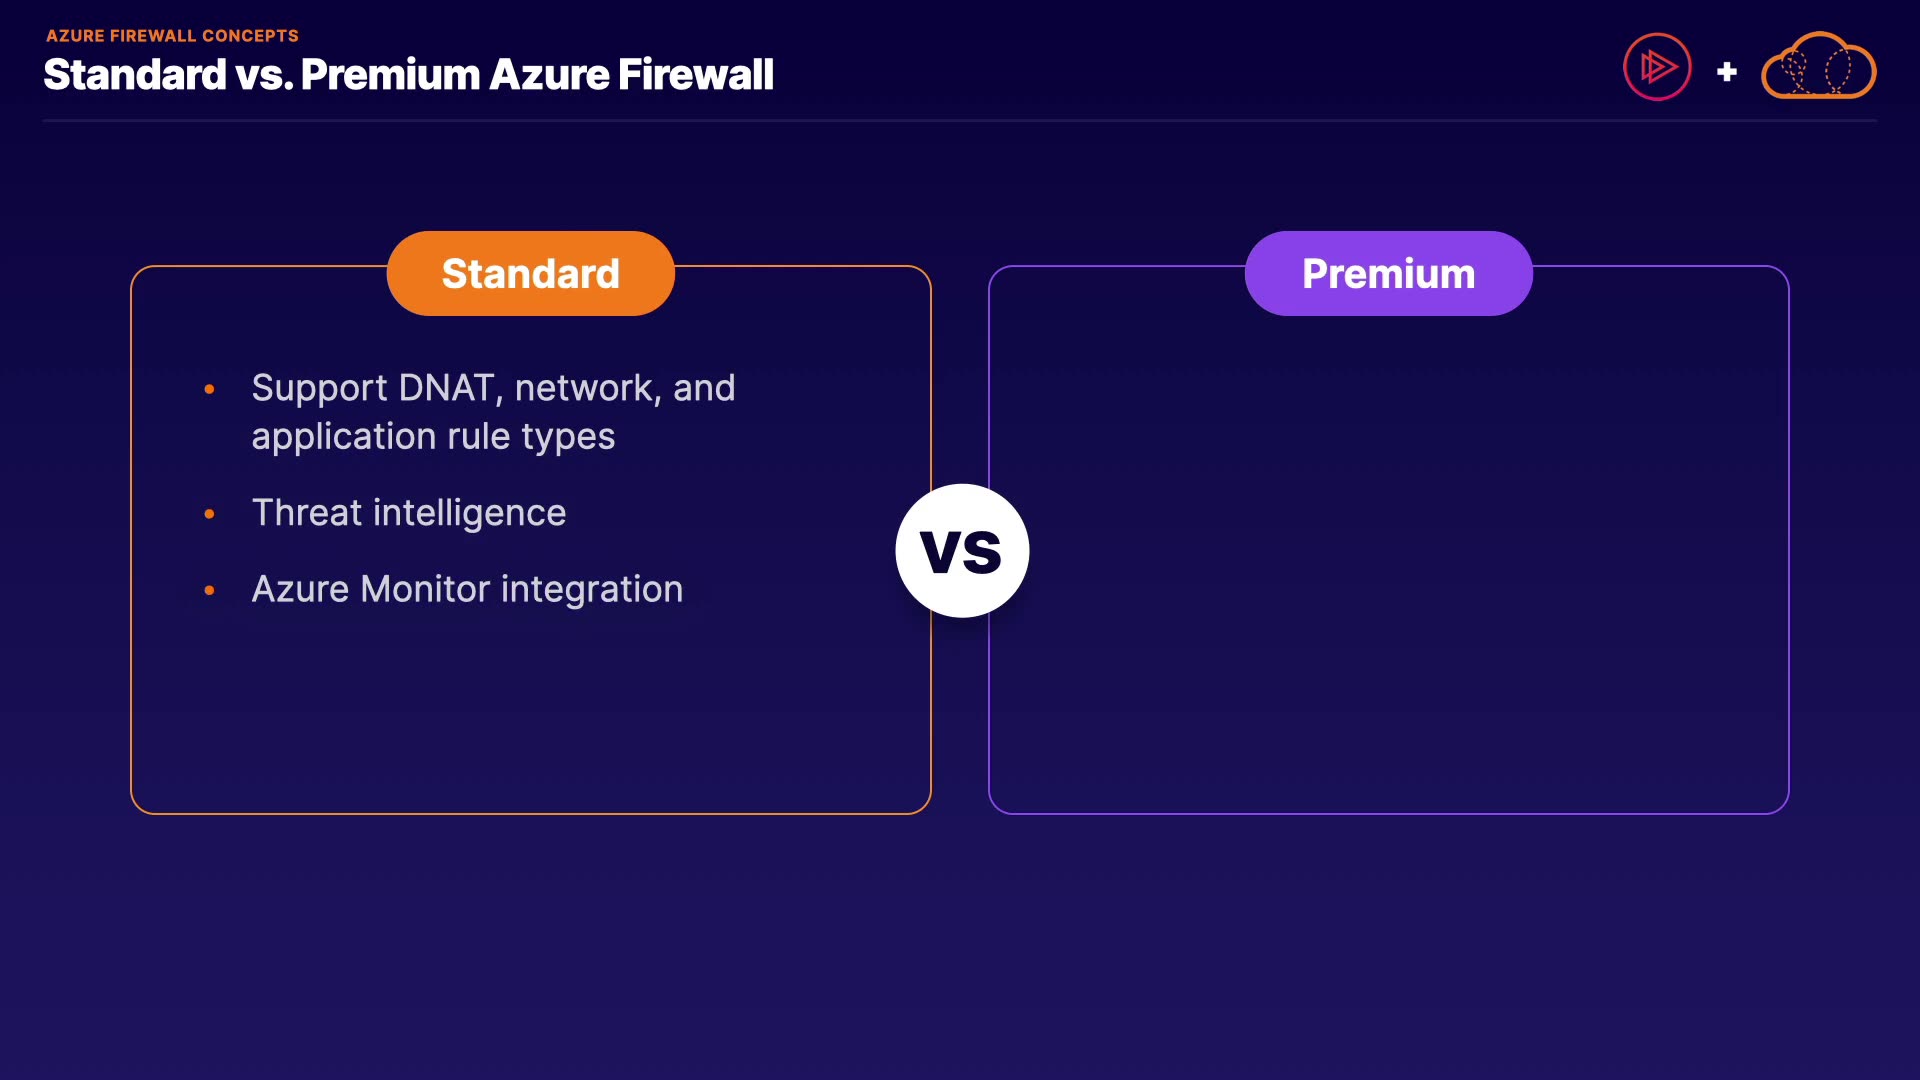 AZURE FIREWALL CONCEPTS
Standard vs. Premium Azure Firewall
+
Standard
• Support DNAT, network, and
application rule types
• Threat intelligence
• Azure Monitor integration
VS
Premium